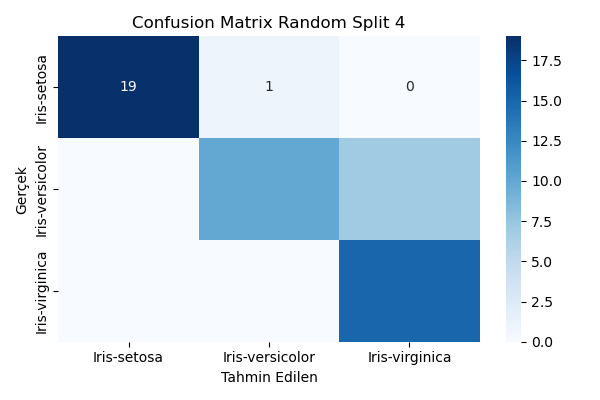 Confusion Matrix Random Split 4
Gerçek
Iris-setosa
19 1 0
Iris-versicolor
Iris-virginica
Iris-setosa Iris-versicolor Iris-virginica
Tahmin Edilen
17.5
15.0
12.5
10.0
7.5
5.0
2.5
0.0